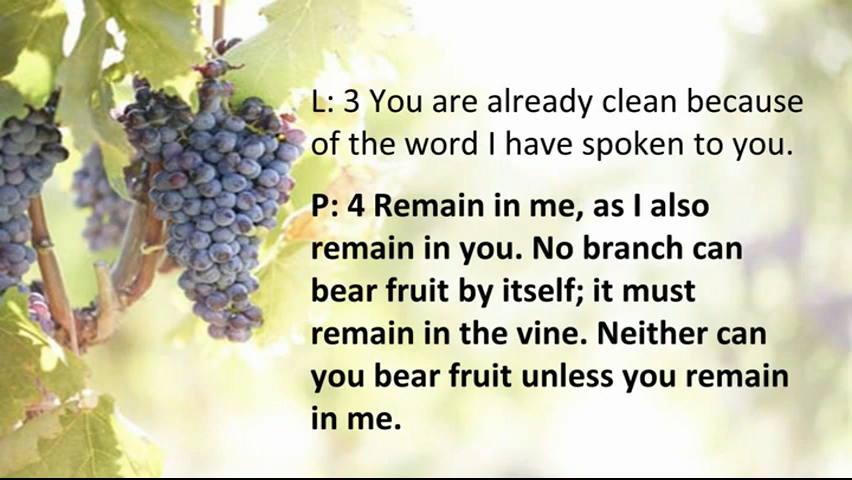 L: 3 You are already clean because
of the word I have spoken to you.
P: 4 Remain in me, as I also
remain in you. No branch can
bear fruit by itself; it must
remain in the vine. Neither can
you bear fruit unless you remain
in me.